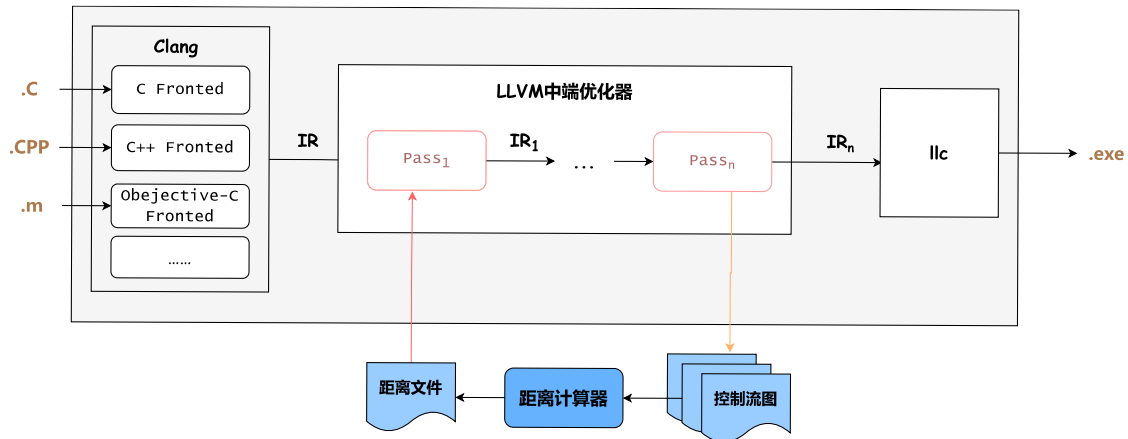 Clang
.C
C Fronted
.CPP
C++ Fronted
.m
Obejective-C
Fronted
……
IR
LLVM中端优化器
Pass1
IR1
...
Passn
IRn
llc
.exe
距离文件
距离计算器
控制流图